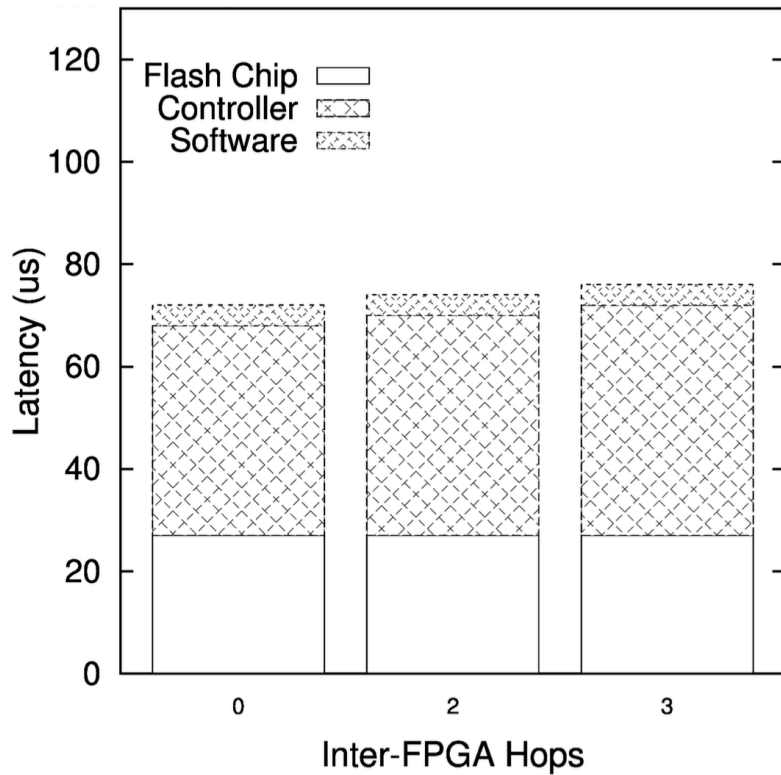 120
100
80
60
40
20
0
Latency (us)
Flash Chip
Controller
Software
0 2 3
Inter-FPGA Hops